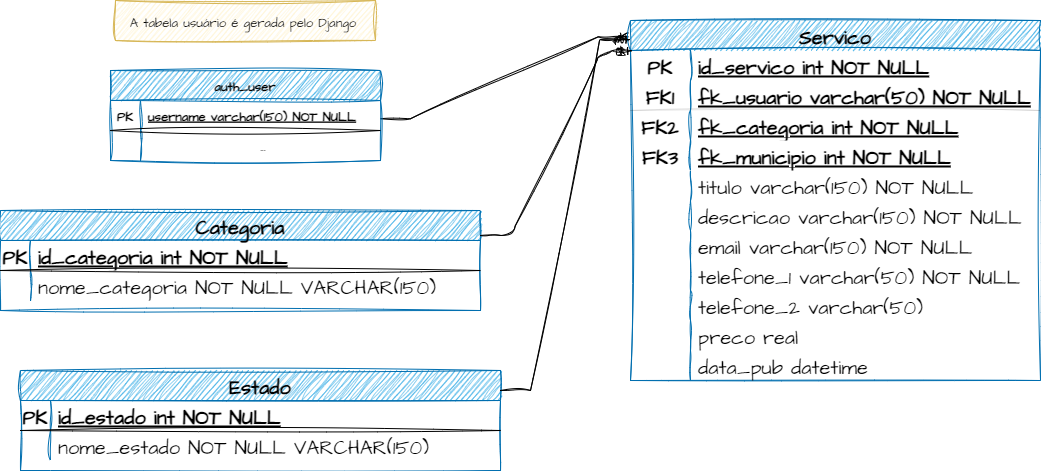 A tabela usuário é gerada pelo Django
auth_user
PK username varchar(150) NOT NULL
...
Categoria
PK id_categoria int NOT NULL
nome_categoria NOT NULL VARCHAR(150)
Estado
PK id_estado int NOT NULL
nome_estado NOT NULL VARCHAR(150)
Servico
PK id_servico int NOT NULL
FK1 fk_usuario varchar(50) NOT NULL
FK2 fk_categoria int NOT NULL
FK3 fk_municipio int NOT NULL
titulo varchar(150) NOT NULL
descricao varchar(150) NOT NULL
email varchar(150) NOT NULL
telefone_1 varchar(50) NOT NULL
telefone_2 varchar(50)
preco real
data_pub datetime